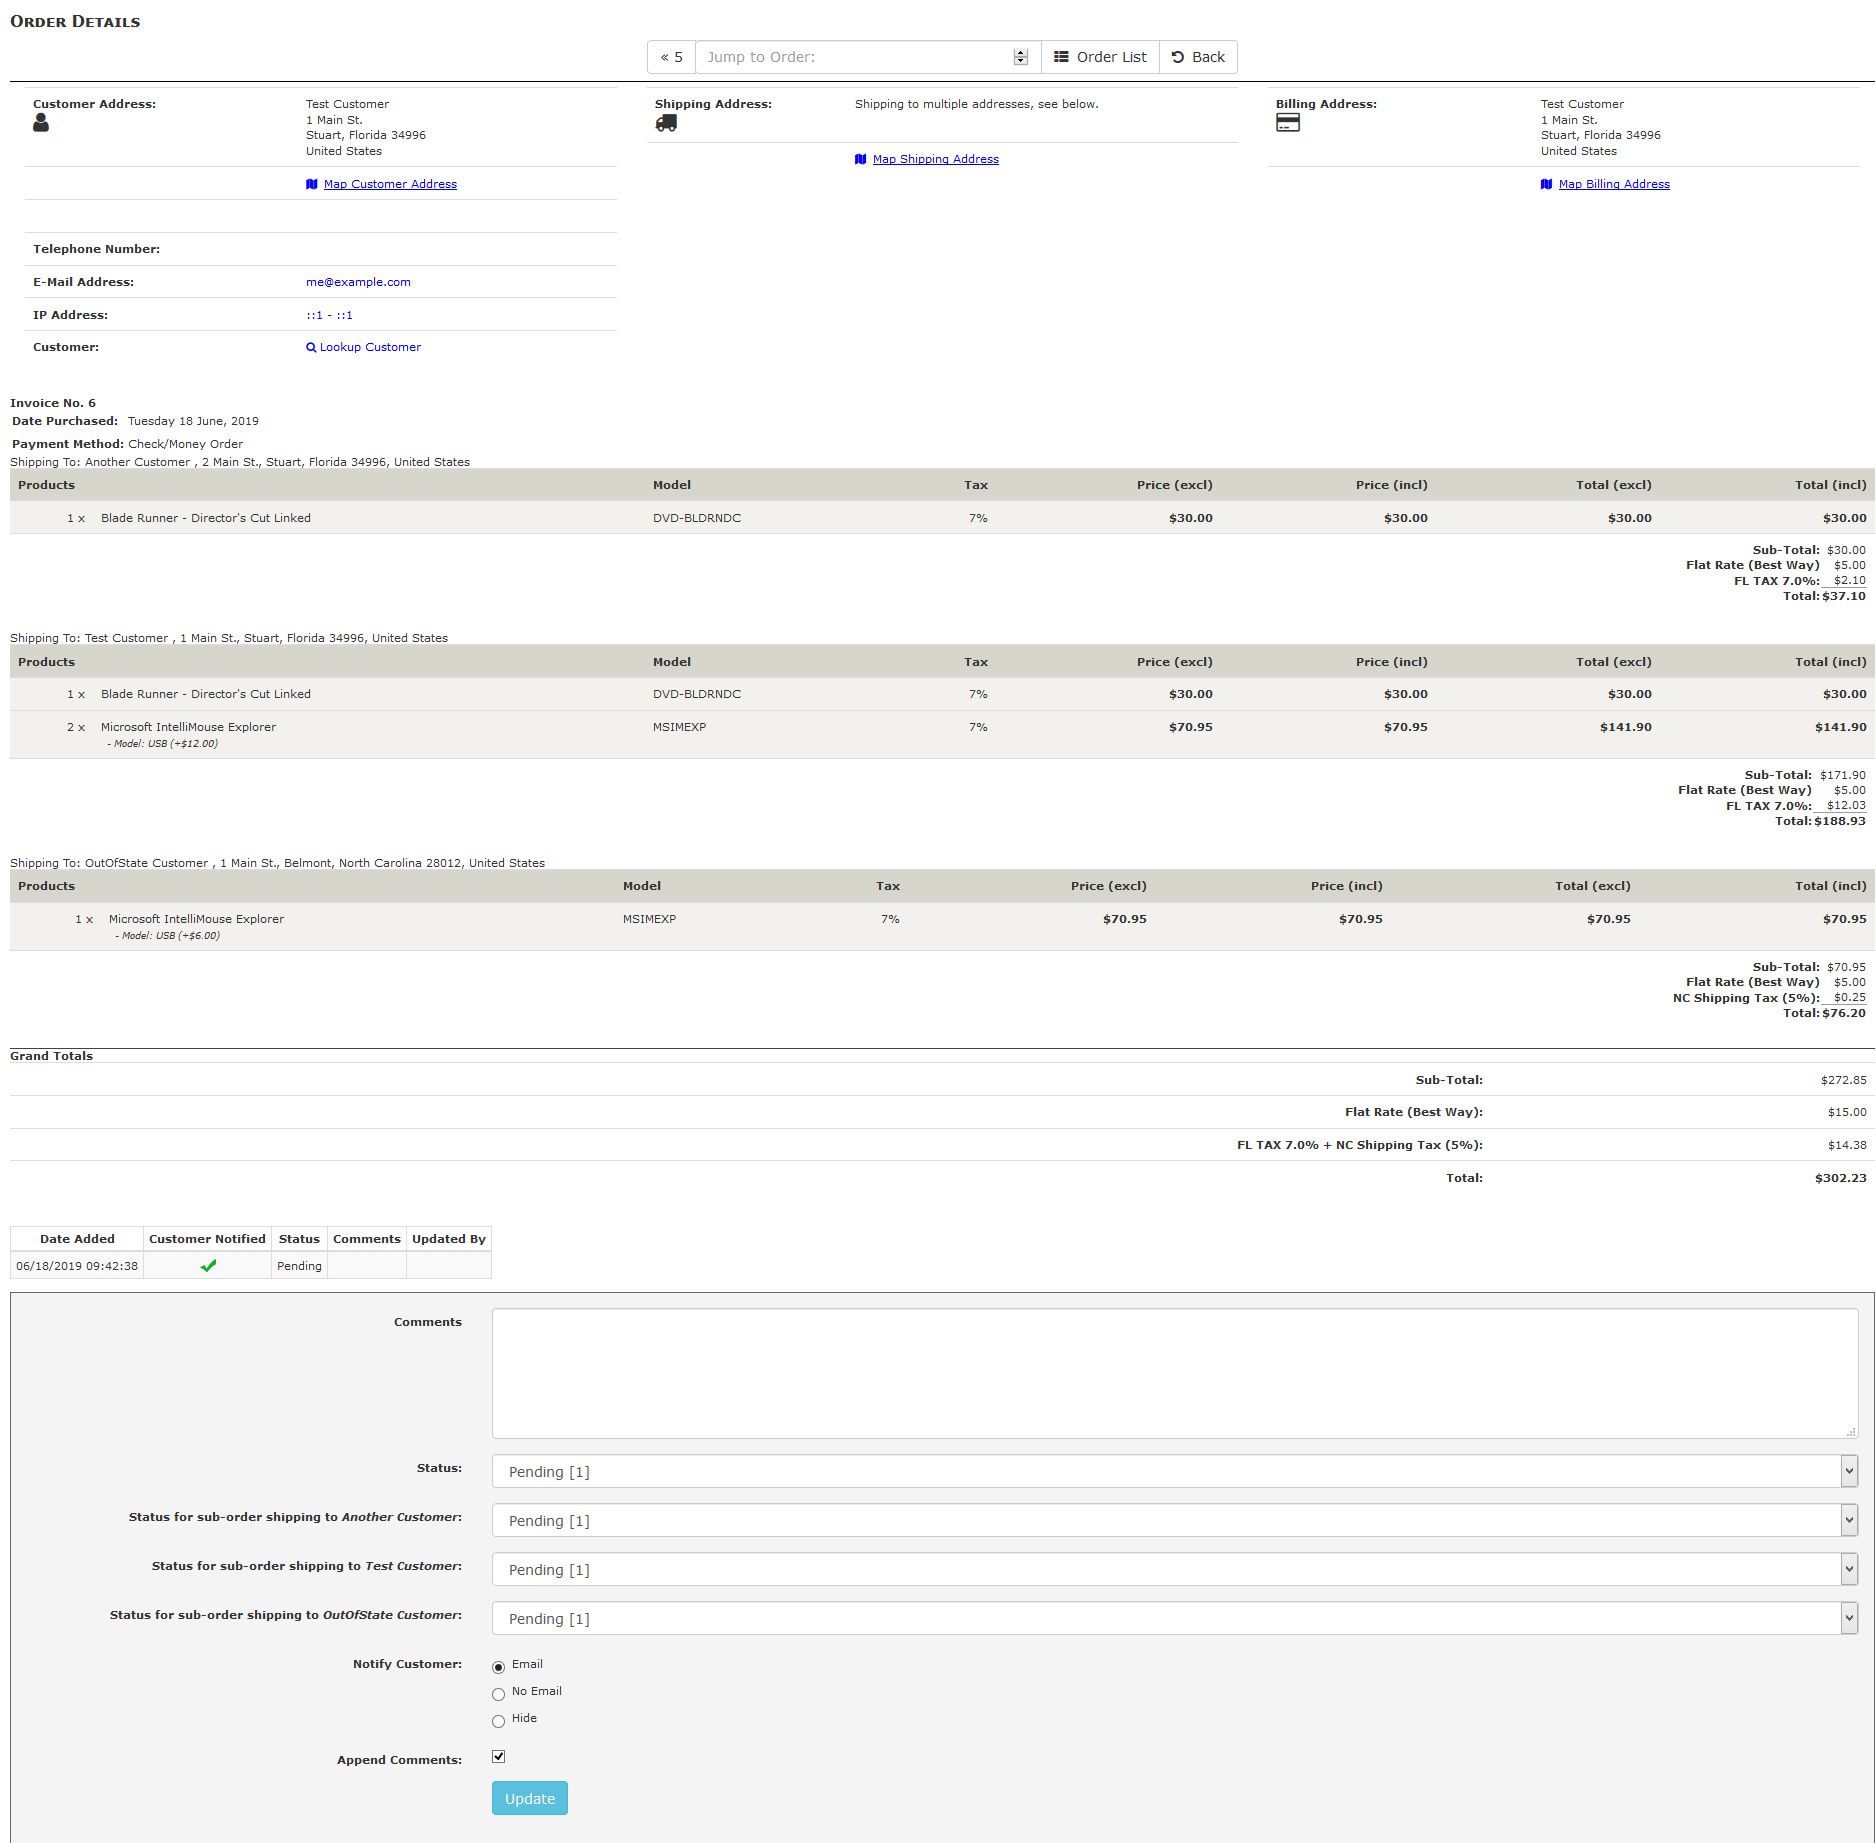 ORDER DETAILS
« 5 Jump to Order: Order List Back
Customer Address: Test Customer
1 Main St.
Stuart, Florida 34996
United States
Map Customer Address
Shipping Address: Shipping to multiple addresses, see below.
Map Shipping Address
Billing Address: Test Customer
1 Main St.
Stuart, Florida 34996
United States
Map Billing Address
Telephone Number:
E-Mail Address: me@example.com
IP Address: ::1 - ::1
Customer: Lookup Customer
Invoice No. 6
Date Purchased: Tuesday 18 June, 2019
Payment Method: Check/Money Order
Shipping To: Another Customer , 2 Main St., Stuart, Florida 34996, United States
Products Model Tax Price (excl) Price (incl) Total (excl) Total (incl)
1 x Blade Runner - Director's Cut Linked DVD-BLDRNDC 7% $30.00 $30.00 $30.00 $30.00
Sub-Total: $30.00
Flat Rate (Best Way) $5.00
FL TAX 7.0%: $2.10
Total: $37.10
Shipping To: Test Customer , 1 Main St., Stuart, Florida 34996, United States
Products Model Tax Price (excl) Price (incl) Total (excl) Total (incl)
1 x Blade Runner - Director's Cut Linked DVD-BLDRNDC 7% $30.00 $30.00 $30.00 $30.00
2 x Microsoft IntelliMouse Explorer MSIMEXP 7% $70.95 $70.95 $141.90 $141.90
- Model: USB (+$12.00)
Sub-Total: $171.90
Flat Rate (Best Way) $5.00
FL TAX 7.0%: $12.03
Total: $188.93
Shipping To: OutOfState Customer , 1 Main St., Belmont, North Carolina 28012, United States
Products Model Tax Price (excl) Price (incl) Total (excl) Total (incl)
1 x Microsoft IntelliMouse Explorer MSIMEXP 7% $70.95 $70.95 $70.95 $70.95
- Model: USB (+$6.00)
Sub-Total: $70.95
Flat Rate (Best Way) $5.00
NC Shipping Tax (5%): $0.25
Total: $76.20
Grand Totals
Sub-Total: $272.85
Flat Rate (Best Way): $15.00
FL TAX 7.0% + NC Shipping Tax (5%): $14.38
Total: $302.23
Date Added Customer Notified Status Comments Updated By
06/18/2019 09:42:38 Pending
Comments
Status: Pending [1]
Status for sub-order shipping to Another Customer: Pending [1]
Status for sub-order shipping to Test Customer: Pending [1]
Status for sub-order shipping to OutOfState Customer: Pending [1]
Notify Customer: Email
No Email
Hide
Append Comments:
Update